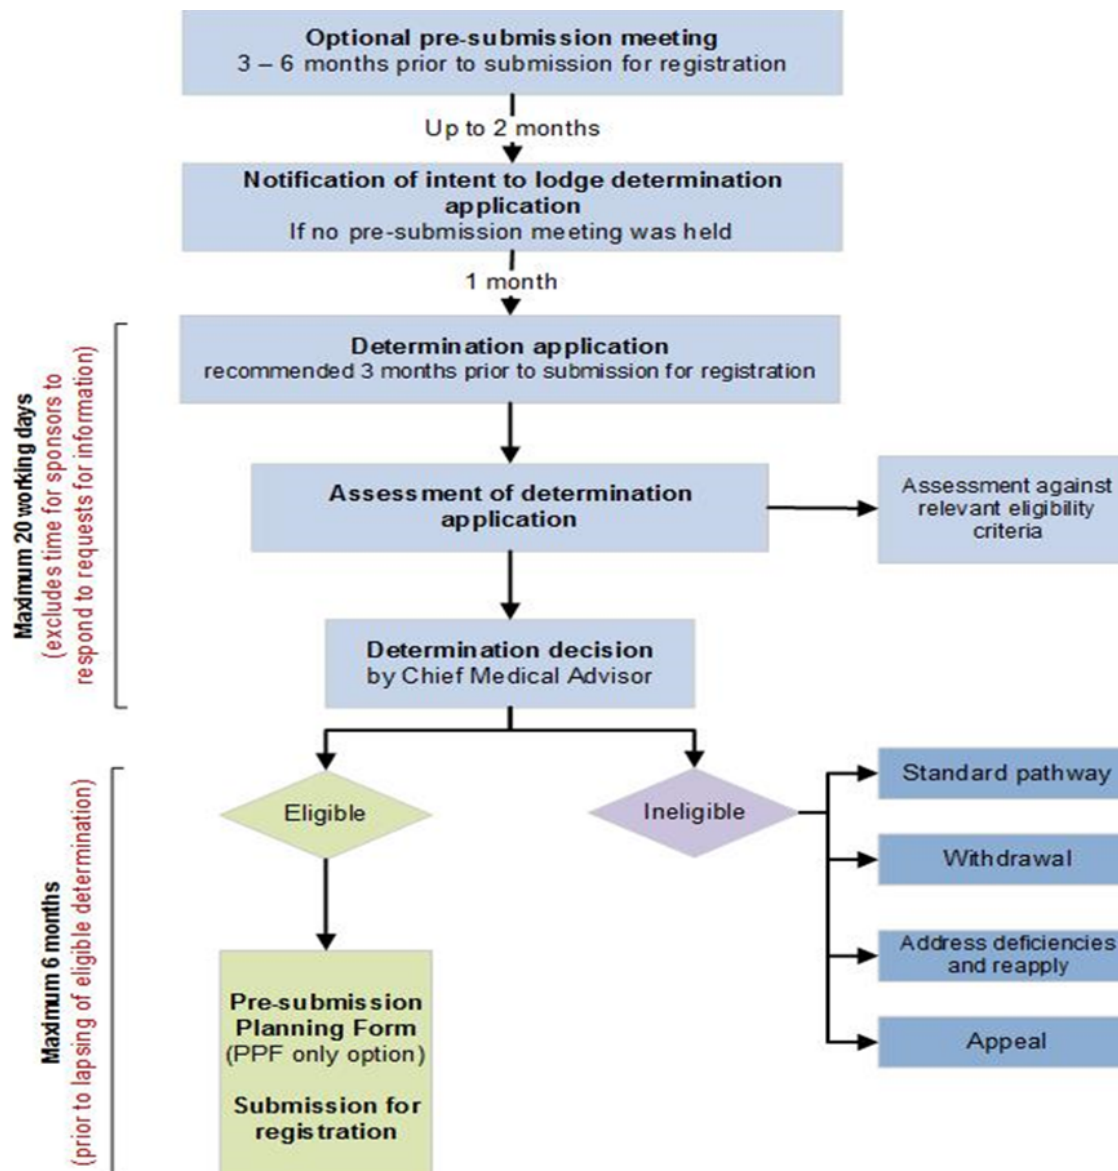 Optional pre-submission meeting
3 – 6 months prior to submission for registration
Up to 2 months
Notification of intent to lodge determination
application
If no pre-submission meeting was held
1 month
Maximum 20 working days
(excludes time for sponsors to
respond to requests for information)
Determination application
recommended 3 months prior to submission for registration
Assessment of determination
application
Assessment against
relevant eligibility
criteria
Determination decision
by Chief Medical Advisor
Maximum 6 months
(prior to lapsing of eligible determination)
Eligible
Ineligible
Standard pathway
Withdrawal
Address deficiencies
and reapply
Appeal
Pre-submission
Planning Form
(PPF only option)
Submission for
registration